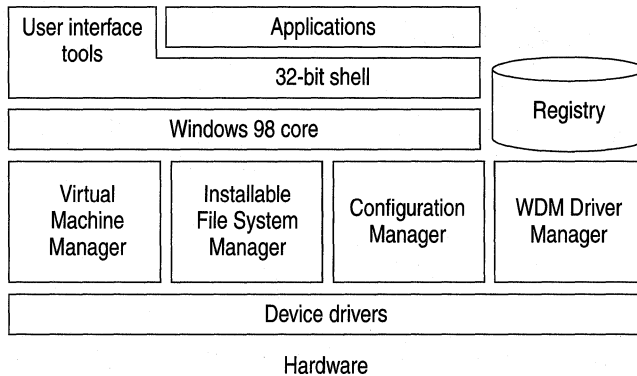 User interface
tools
Applications
32-bit shell
Registry
Windows 98 core
Virtual
Machine
Manager
Installable
File System
Manager
Configuration
Manager
WDM Driver
Manager
Device drivers
Hardware